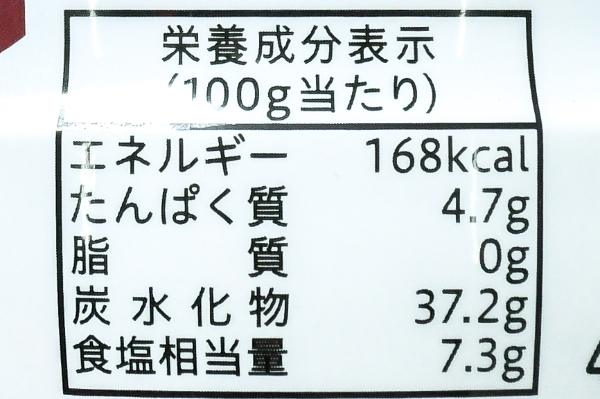 栄養成分表示
(100g当たり)
エネルギー 168kcal
たんぱく質 4.7g
脂質 0g
炭水化物 37.2g
食塩相当量 7.3g